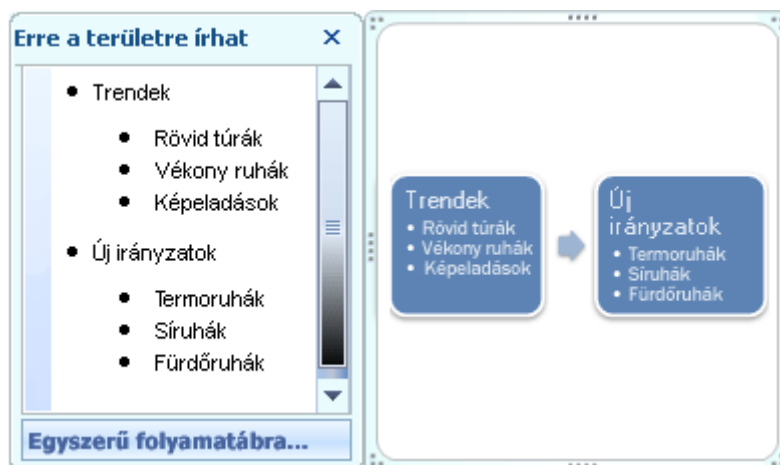 Erre a területre írhat
• Trendek
• Rövid túrák
• Vékony ruhák
• Képeladások
• Új irányzatok
• Termoruhák
• Síruhák
• Fürdőruhák
Egyszerű folyamatábra...
Trendek
• Rövid túrák
• Vékony ruhák
• Képeladások
Új
irányzatok
• Termoruhák
• Síruhák
• Fürdőruhák